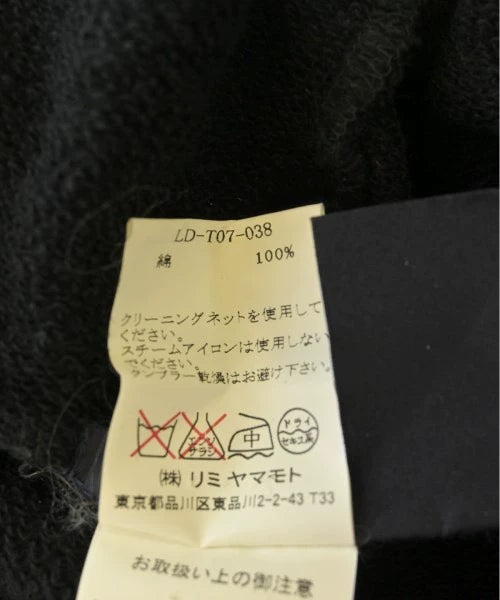 LD-T07-038
綿 100%
クリーニングネットを使用して
ください。
スチームアイロンは使用しない
でください。
タンブラー乾燥はお避け下さい。
エンソ
サラシ
中
ドライ
セキユ系
(株) リミヤマモト
東京都品川区東品川2-2-43 T33
お取扱い上の御注意